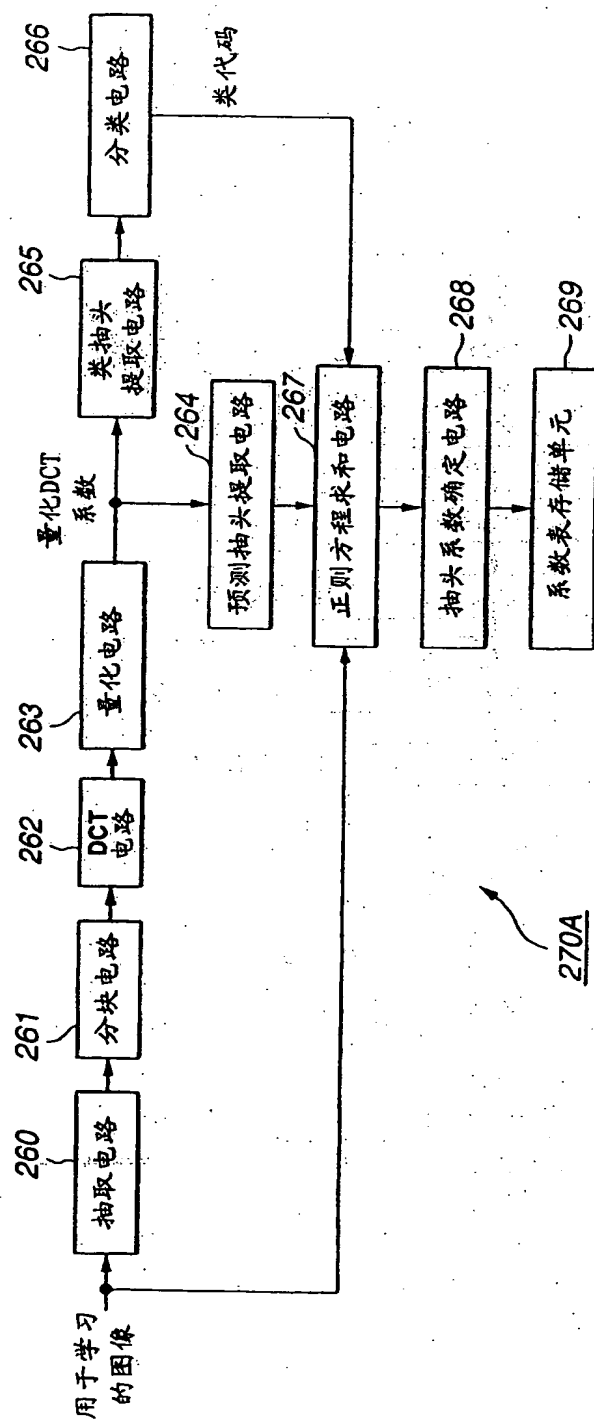 用于学习
的图像
260
抽取电路
261
分块电路
262
DCT
电路
263
量化电路
量化DCT
系数
265
类抽头
提取电路
266
分类电路
类代码
264
预测抽头提取电路
267
正则方程求和电路
268
抽头系数确定电路
269
系数表存储单元
270A